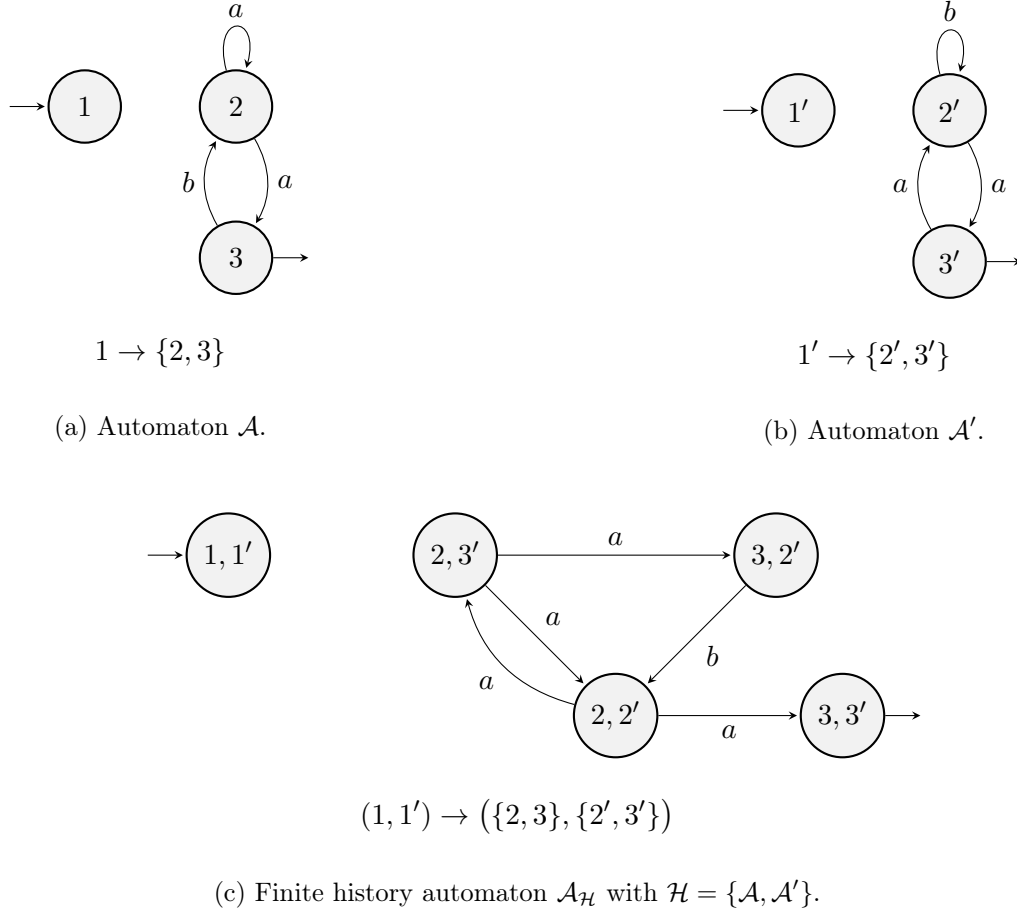 a
b
1
2
1′
2′
b
a
a
a
3
3′
1 → {2, 3}
1′ → {2′, 3′}
(a) Automaton 𝒜.
(b) Automaton 𝒜′.
1, 1′
2, 3′
a
3, 2′
a
a
b
2, 2′
a
3, 3′
(1, 1′) → ({2, 3}, {2′, 3′})
(c) Finite history automaton 𝒜_ℋ with ℋ = {𝒜, 𝒜′}.